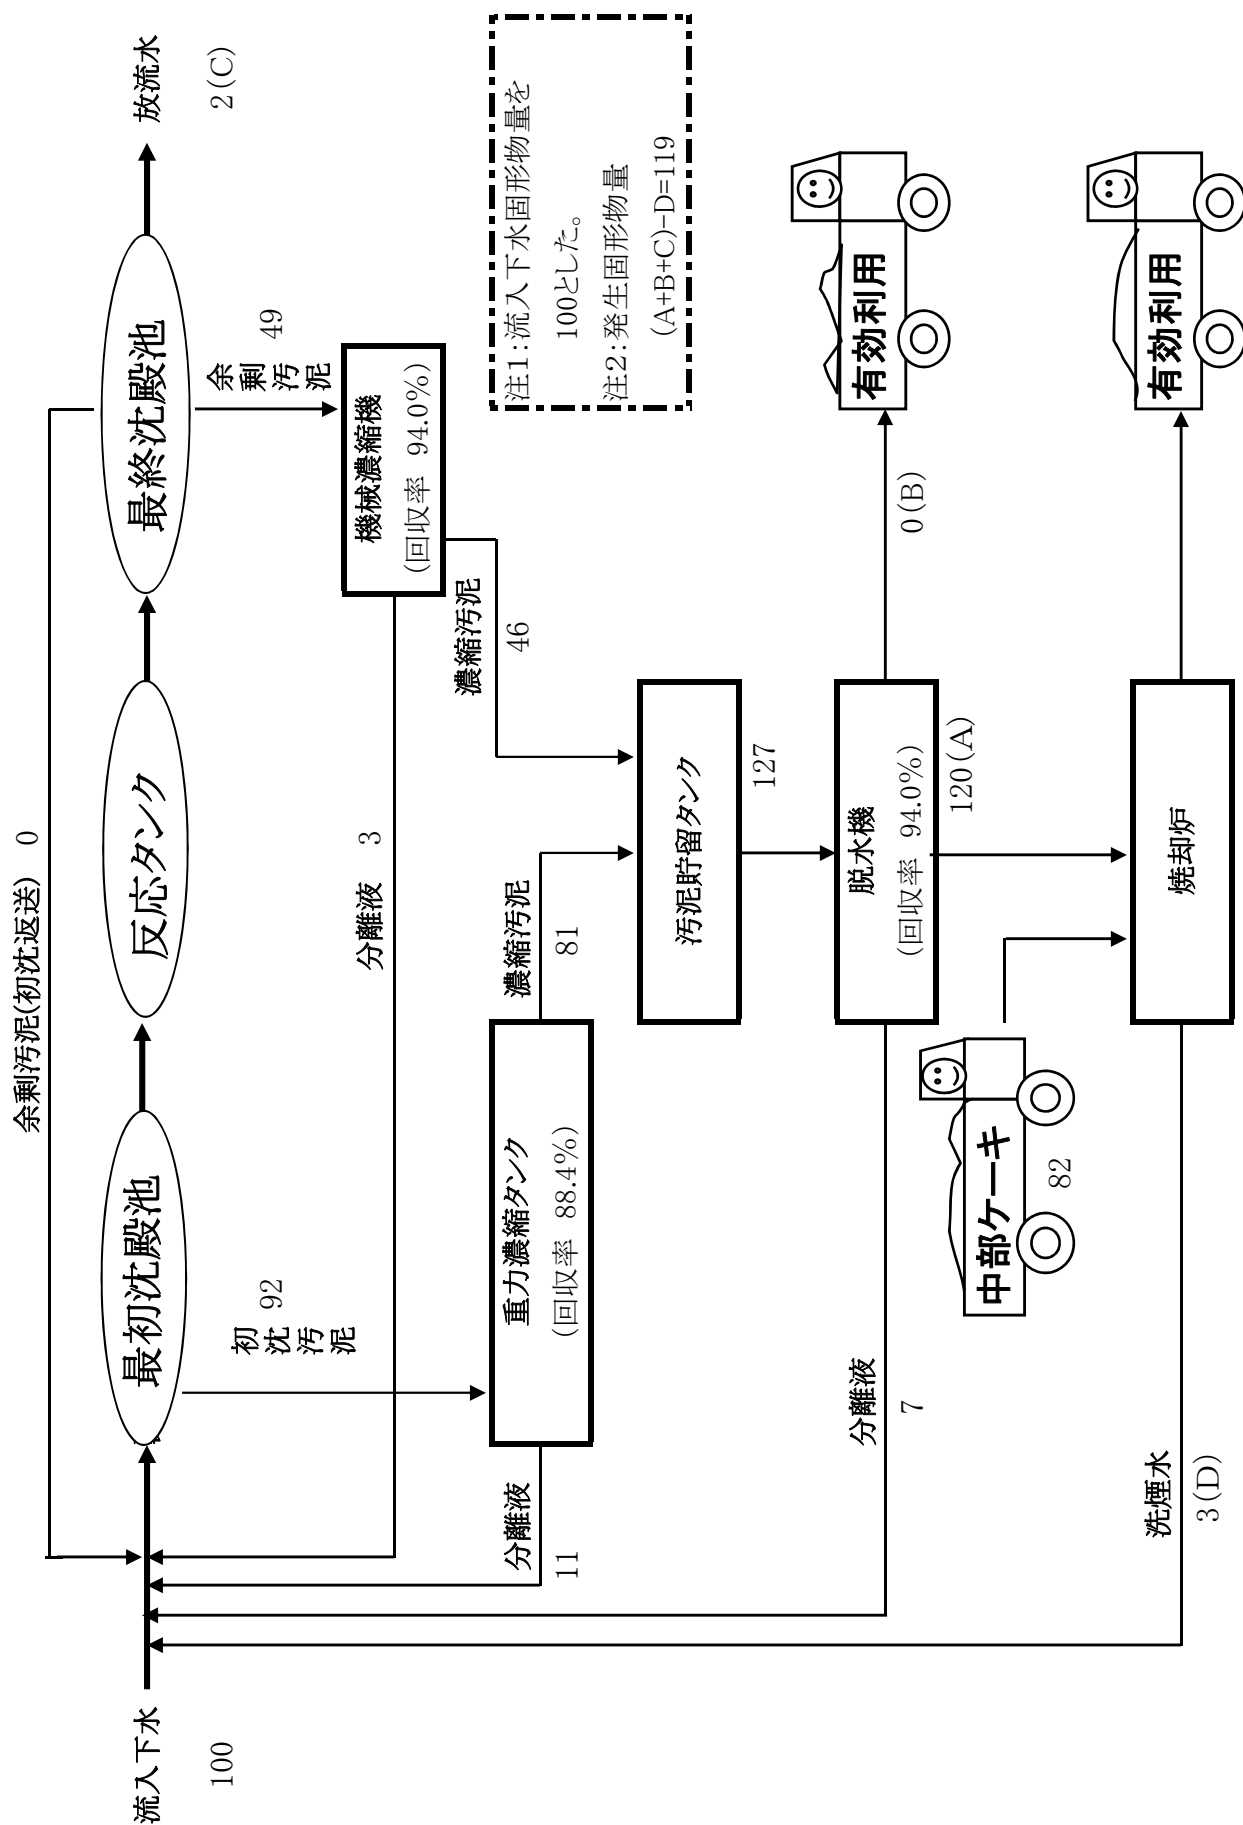 余剰汚泥(初沈返送) 0
流入下水
100
最初沈殿池
反応タンク
最終沈殿池
放流水
2(C)
初沈汚泥
92
余剰汚泥
49
分離液 3
機械濃縮機
(回収率 94.0%)
濃縮汚泥
46
重力濃縮タンク
(回収率 88.4%)
分離液
11
濃縮汚泥
81
注1:流入下水固形物量を
100とした。
注2:発生固形物量
(A+B+C)-D=119
汚泥貯留タンク
127
脱水機
(回収率 94.0%)
分離液
7
120(A)
0(B)
有効利用
中部ケーキ
82
焼却炉
洗煙水
3(D)
有効利用